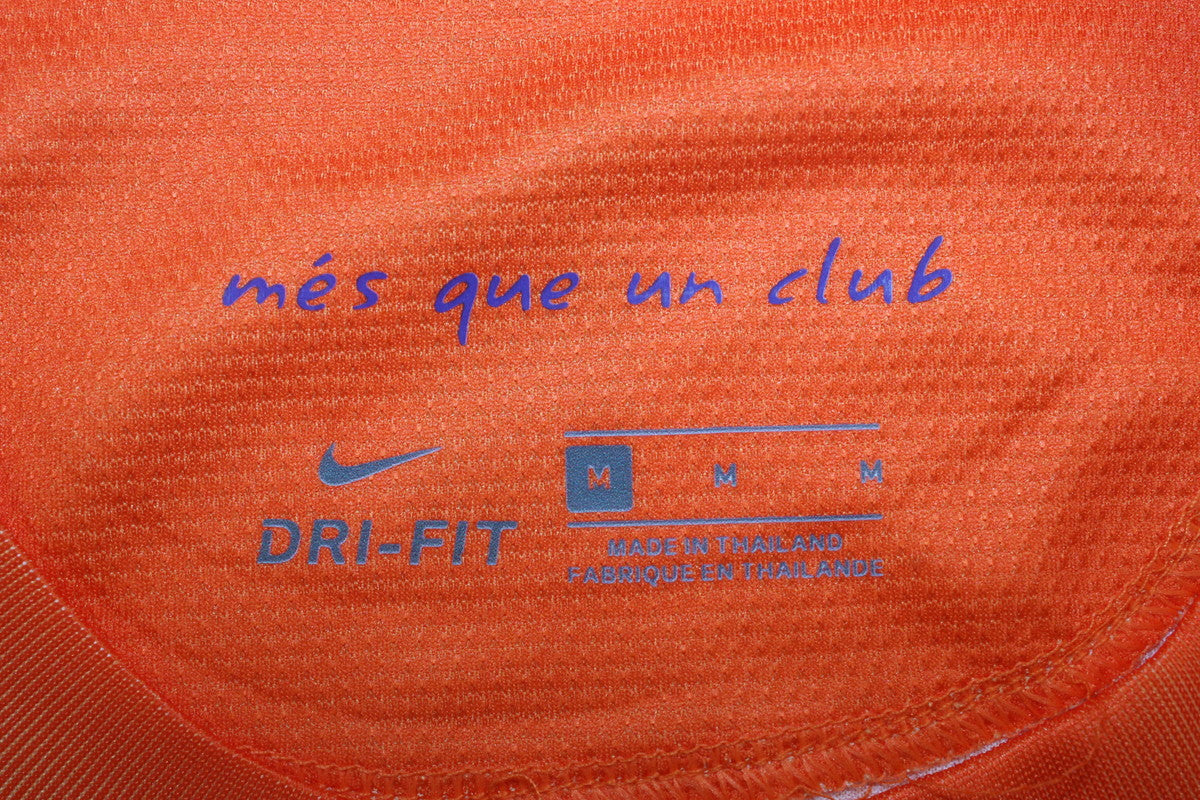 més que un club
M M M
DRI-FIT
MADE IN THAILAND
FABRIQUE EN THAILANDE